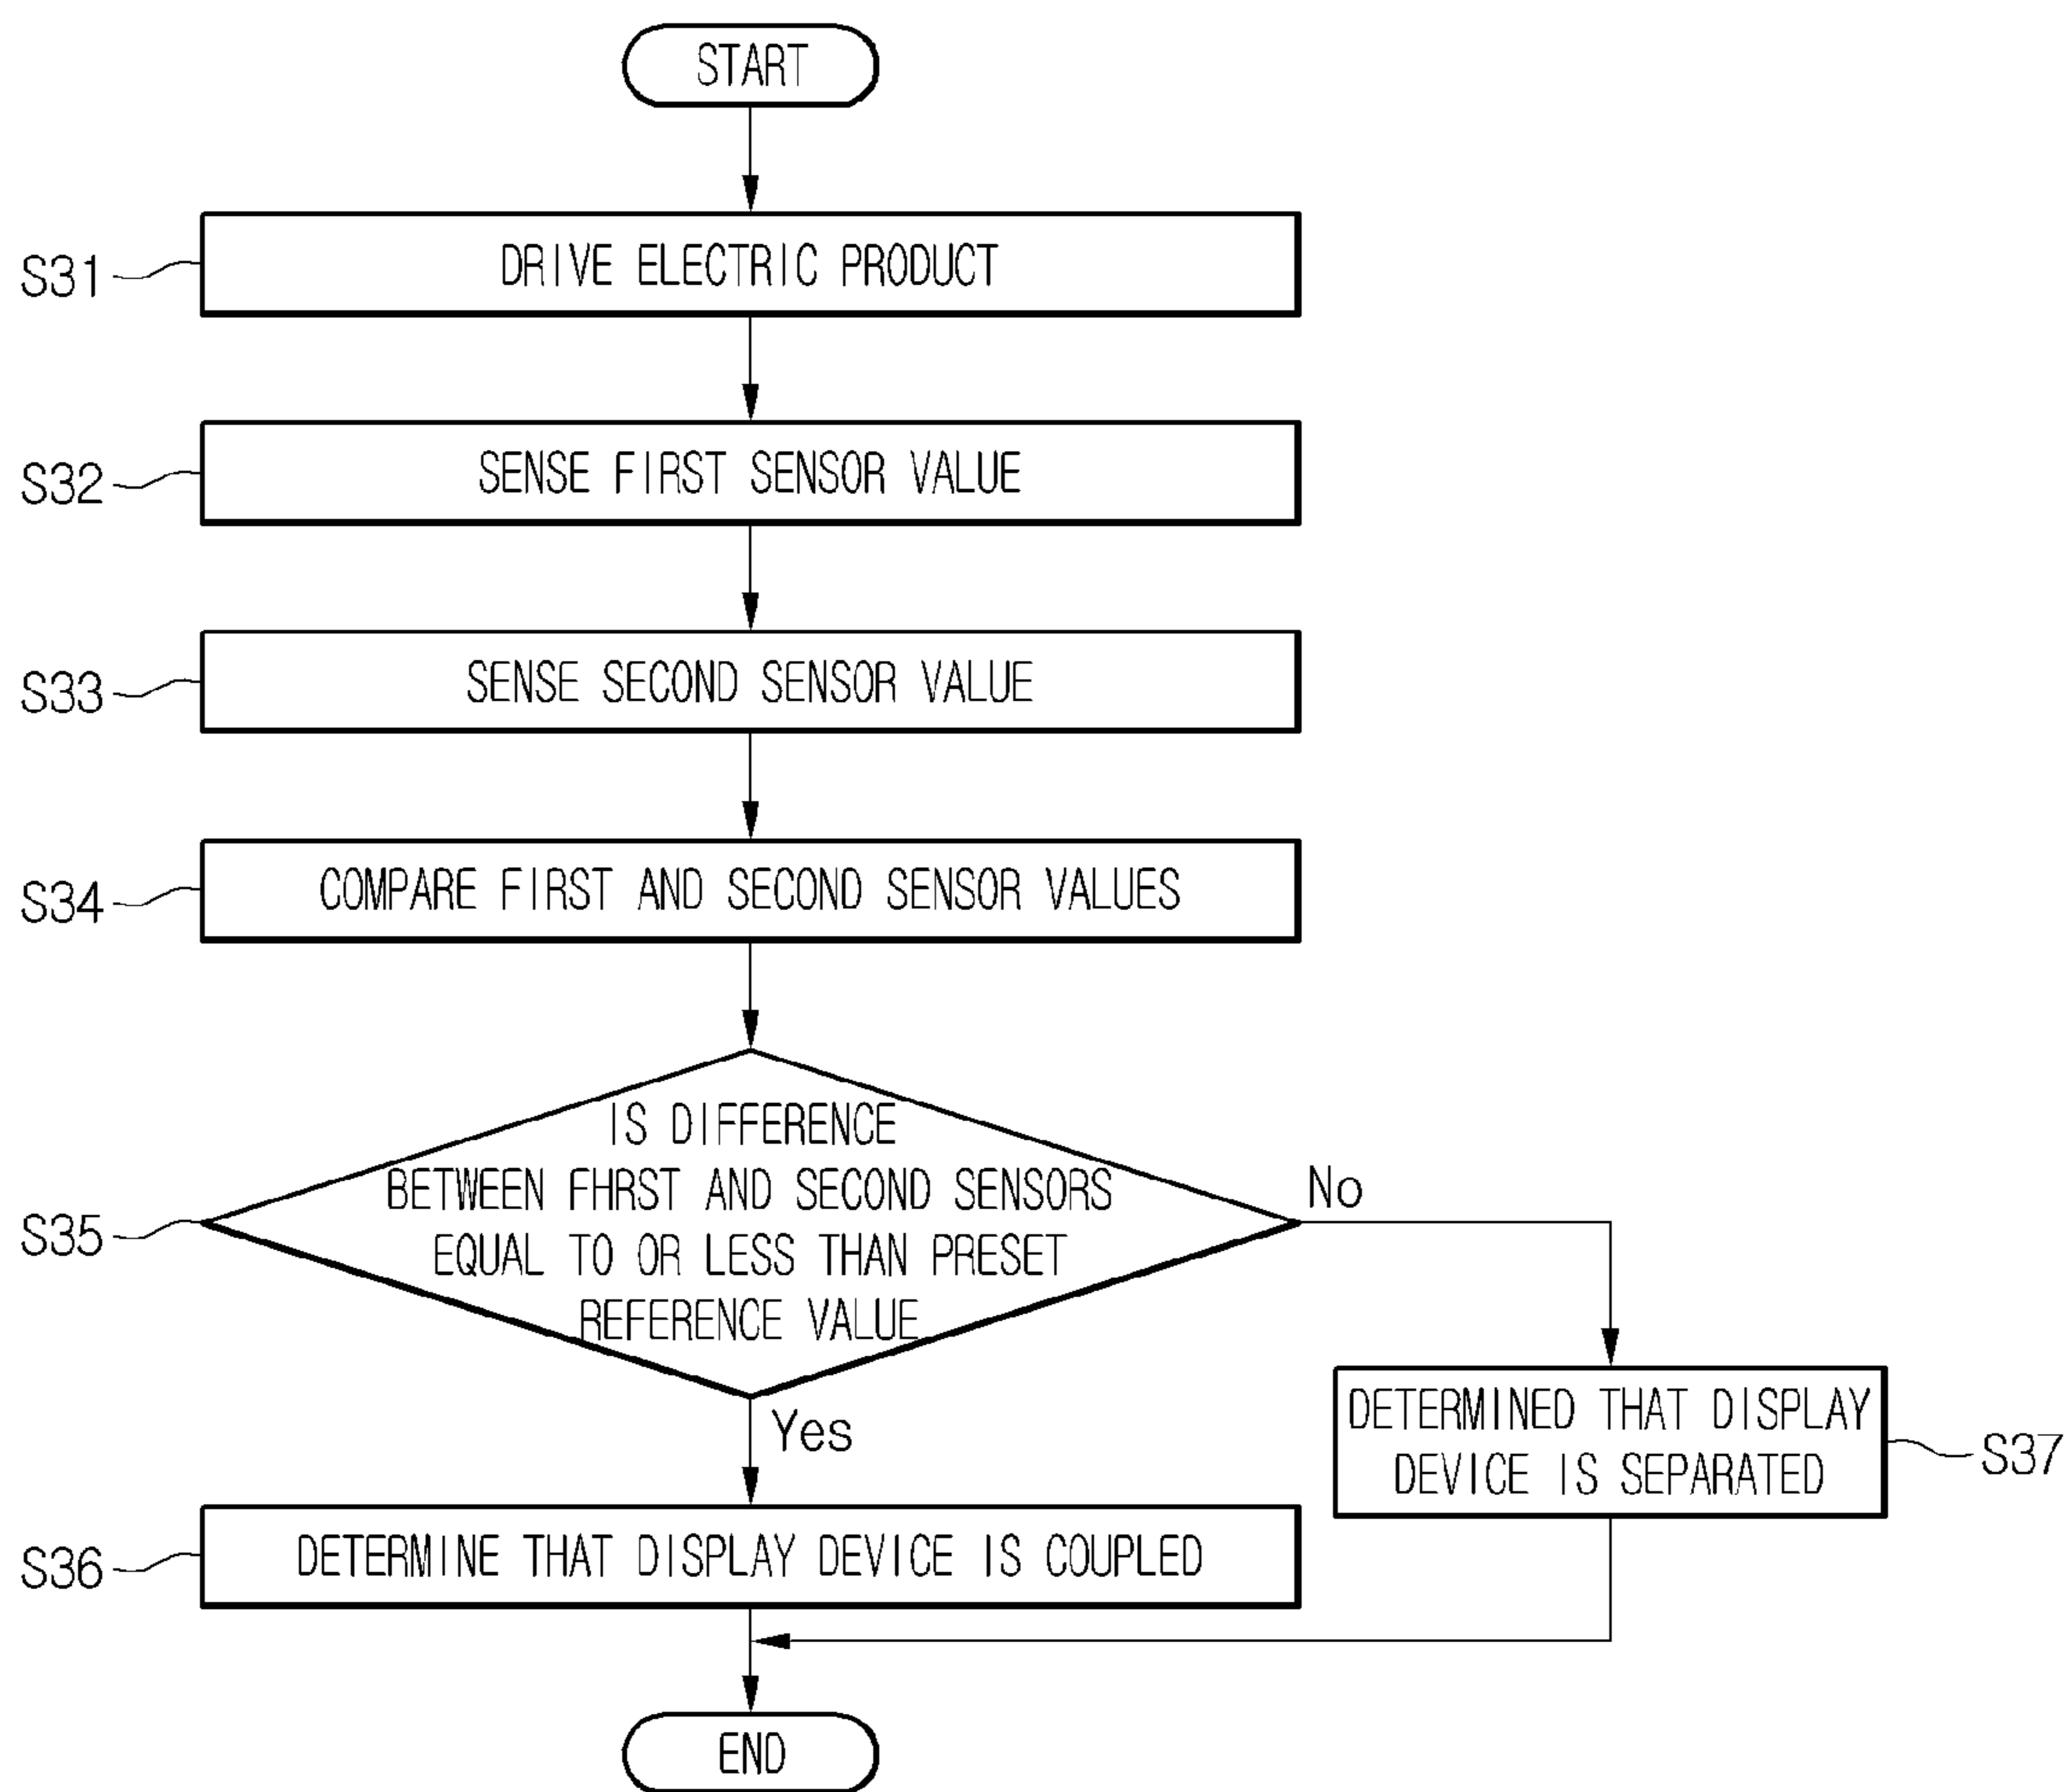 START
S31
DRIVE ELECTRIC PRODUCT
S32
SENSE FIRST SENSOR VALUE
S33
SENSE SECOND SENSOR VALUE
S34
COMPARE FIRST AND SECOND SENSOR VALUES
S35
IS DIFFERENCE
BETWEEN FHRST AND SECOND SENSORS
EQUAL TO OR LESS THAN PRESET
REFERENCE VALUE
No
Yes
DETERMINED THAT DISPLAY
DEVICE IS SEPARATED
S37
S36
DETERMINE THAT DISPLAY DEVICE IS COUPLED
END